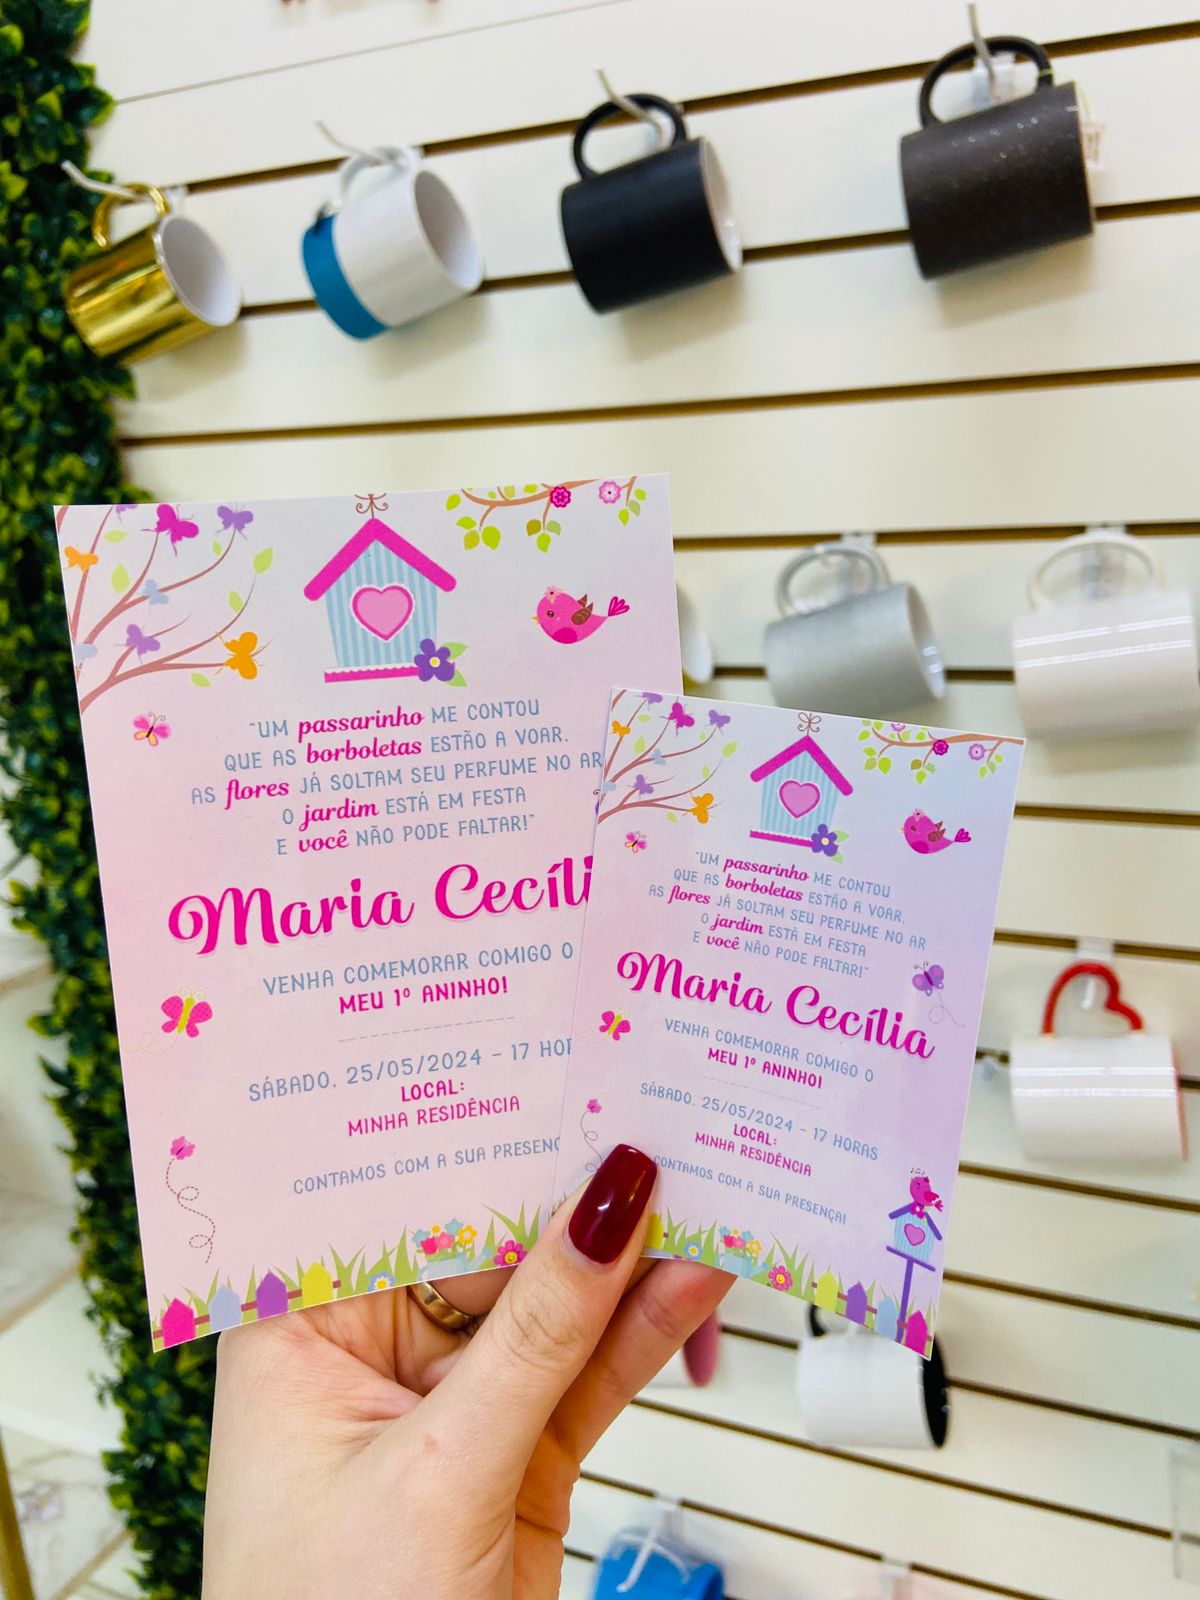 "UM passarinho ME CONTOU
QUE AS borboletas ESTÃO A VOAR.
AS flores JÁ SOLTAM SEU PERFUME NO AR
O jardim ESTÁ EM FESTA
E você NÃO PODE FALTAR!"
Maria Cecíli
VENHA COMEMORAR COMIGO O
MEU 1º ANINHO!
SÁBADO. 25/05/2024 - 17 HOR
LOCAL:
MINHA RESIDÊNCIA
CONTAMOS COM A SUA PRESENÇ
"UM passarinho ME CONTOU
QUE AS borboletas ESTÃO A VOAR.
AS flores JÁ SOLTAM SEU PERFUME NO AR
O jardim ESTÁ EM FESTA
E você NÃO PODE FALTAR!"
Maria Cecília
VENHA COMEMORAR COMIGO O
MEU 1º ANINHO!
SÁBADO. 25/05/2024 - 17 HORAS
LOCAL:
MINHA RESIDÊNCIA
CONTAMOS COM A SUA PRESENÇA!